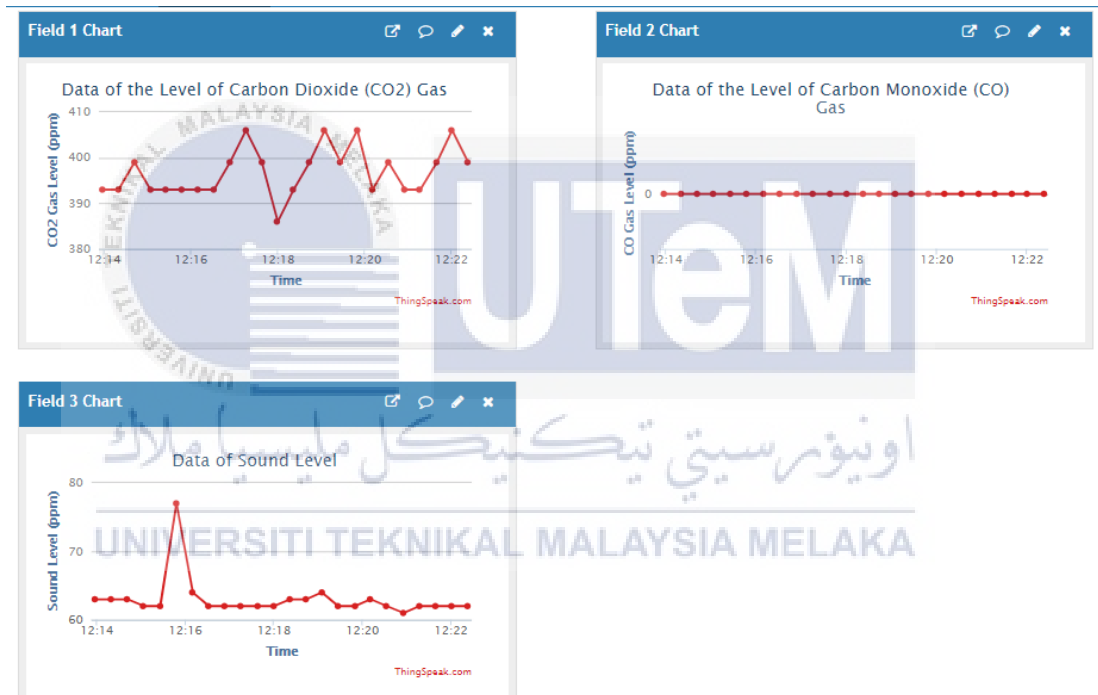 Field 1 Chart
Data of the Level of Carbon Dioxide (CO2) Gas
CO2 Gas Level (ppm)
410
400
390
380
12:14 12:16 12:18 12:20 12:22
Time
ThingSpeak.com
Field 2 Chart
Data of the Level of Carbon Monoxide (CO)
Gas
CO Gas Level (ppm)
0
12:14 12:16 12:18 12:20 12:22
Time
ThingSpeak.com
UNIVERSITI TEKNIKAL MALAYSIA MELAKA
UTeM
Field 3 Chart
اونيۏرسيتي تيكنيكل مليسيا ملاك
Data of Sound Level
Sound Level (ppm)
80
70
60
12:14 12:16 12:18 12:20 12:22
Time
ThingSpeak.com
UNIVERSITI TEKNIKAL MALAYSIA MELAKA